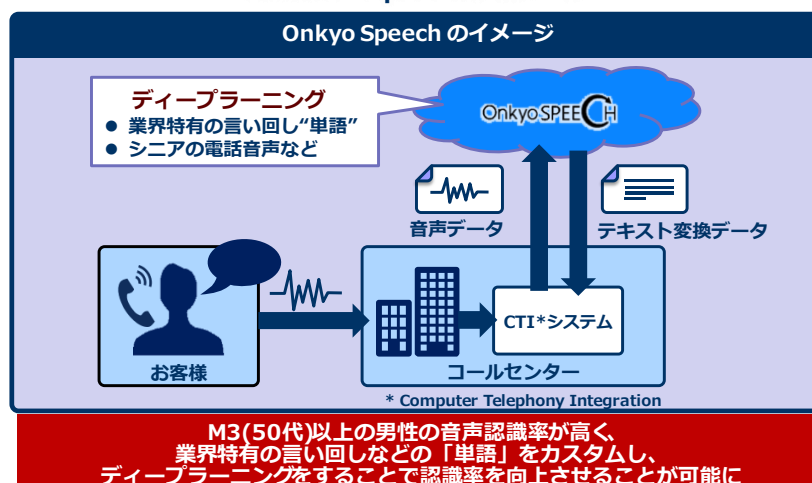 Onkyo Speech のイメージ
ディープラーニング
● 業界特有の言い回し“単語”
● シニアの電話音声など
OnkyoSPEECH
音声データ
テキスト変換データ
CTI*システム
お客様
コールセンター
* Computer Telephony Integration
M3(50代)以上の男性の音声認識率が高く、
業界特有の言い回しなどの「単語」をカスタムし、
ディープラーニングをすることで認識率を向上させることが可能に